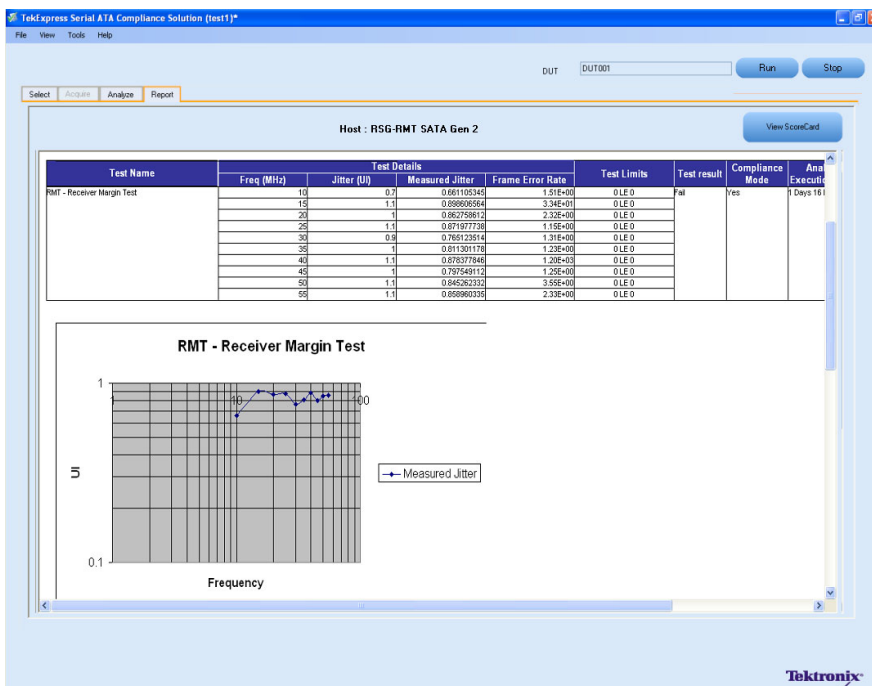 TekExpress Serial ATA Compliance Solution (test1)*
File View Tools Help
DUT DUT001 Run Stop
Select Acquire Analyze Report
Host : RSG-RMT SATA Gen 2
View ScoreCard
Test Name Test Details Test Limits Test result Compliance Mode
Freq (MHz) Jitter (UI) Measured Jitter Frame Error Rate
RMT - Receiver Margin Test 10 0.7 0.661105345 1.51E+00 0 LE 0 Fail Yes 1 Days 16
15 1.1 0.898606564 3.34E+01 0 LE 0
20 1 0.862758612 2.32E+00 0 LE 0
25 1.1 0.871977738 1.15E+00 0 LE 0
30 0.9 0.765123514 1.31E+00 0 LE 0
35 1 0.811301178 1.23E+00 0 LE 0
40 1.1 0.878377846 1.20E+03 0 LE 0
45 1 0.797549112 1.25E+00 0 LE 0
50 1.1 0.845262332 3.55E+00 0 LE 0
55 1.1 0.858960335 2.33E+00 0 LE 0
RMT - Receiver Margin Test
1
1 10 100
UI
Measured Jitter
0.1
Frequency
Tektronix